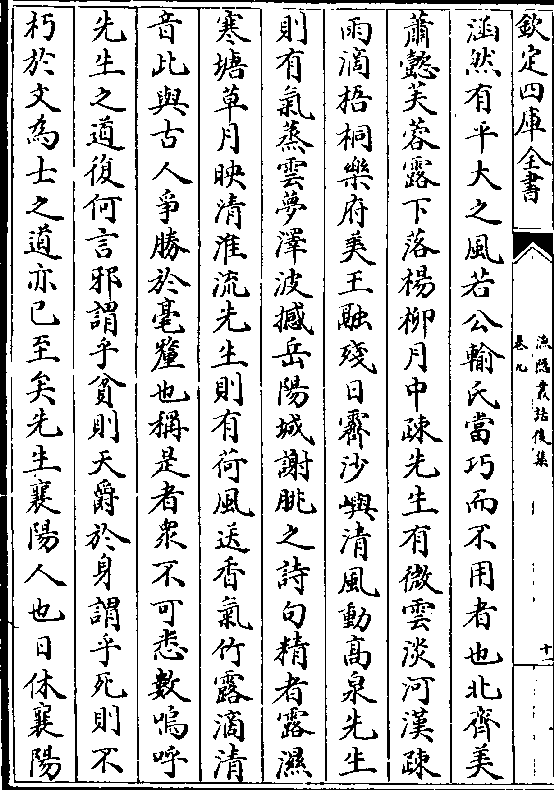 欽定四庫全書
漁隱叢話後集
卷九
十一
涵然有平大之風若公輸氏當巧而不用者也北齊美
蕭慤芙蓉露下落楊柳月中疎先生有微雲淡河漢疎
雨滴梧桐樂府美王融殘日霽沙嶼清風動高泉先生
則有氣蒸雲夢澤波撼岳陽城謝朓之詩句精者露濕
寒塘草月映清淮流先生則有荷風送香氣竹露滴清
音此與古人爭勝於毫釐也稱是者衆不可悉數嗚呼
先生之道復何言邪謂乎貧則天爵於身謂乎死則不
朽於文為士之道亦已至矣先生襄陽人也日休襄陽